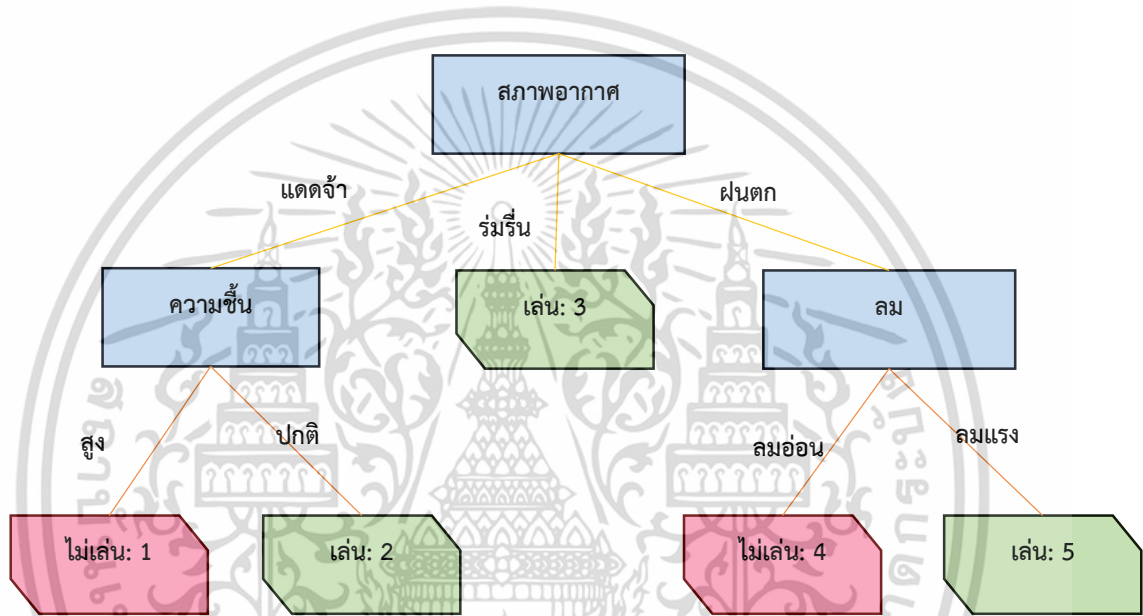 สภาพอากาศ
แดดจ้า
ร่มรื่น
ฝนตก
ความชื้น
เล่น: 3
ลม
สูง
ปกติ
ลมอ่อน
ลมแรง
ไม่เล่น: 1
เล่น: 2
ไม่เล่น: 4
เล่น: 5